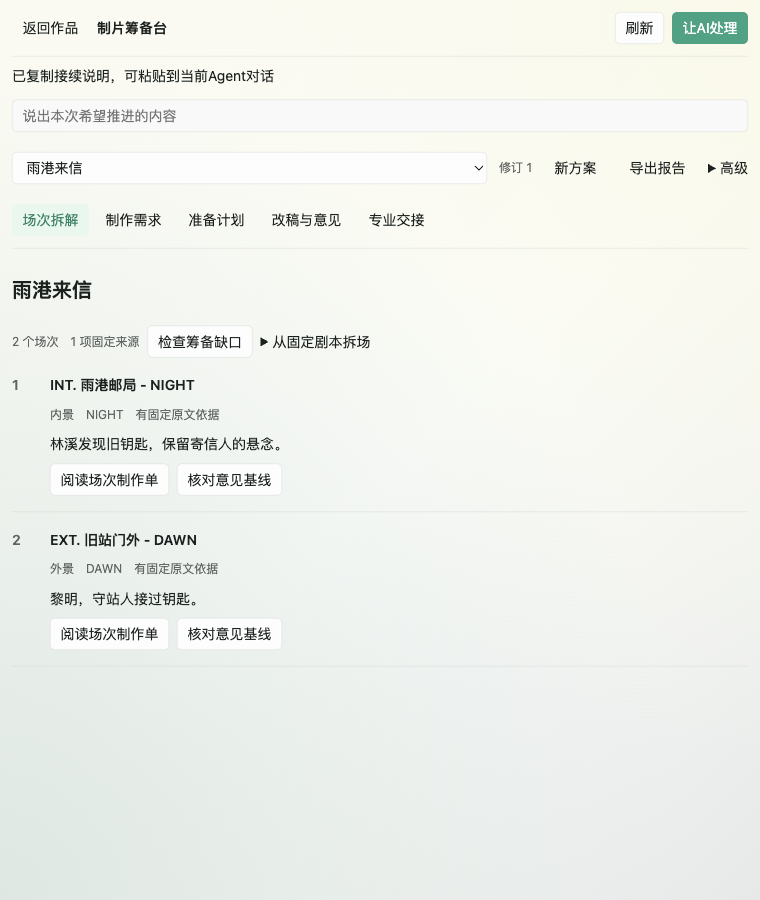 返回作品 制片筹备台 刷新 让AI处理
已复制接续说明，可粘贴到当前Agent对话
说出本次希望推进的内容
雨港来信 修订 1 新方案 导出报告 ▶ 高级
场次拆解 制作需求 准备计划 改稿与意见 专业交接
雨港来信
2 个场次 1 项固定来源 检查筹备缺口 ▶ 从固定剧本拆场
1 INT. 雨港邮局 - NIGHT
内景 NIGHT 有固定原文依据
林溪发现旧钥匙，保留寄信人的悬念。
阅读场次制作单 核对意见基线
2 EXT. 旧站门外 - DAWN
外景 DAWN 有固定原文依据
黎明，守站人接过钥匙。
阅读场次制作单 核对意见基线